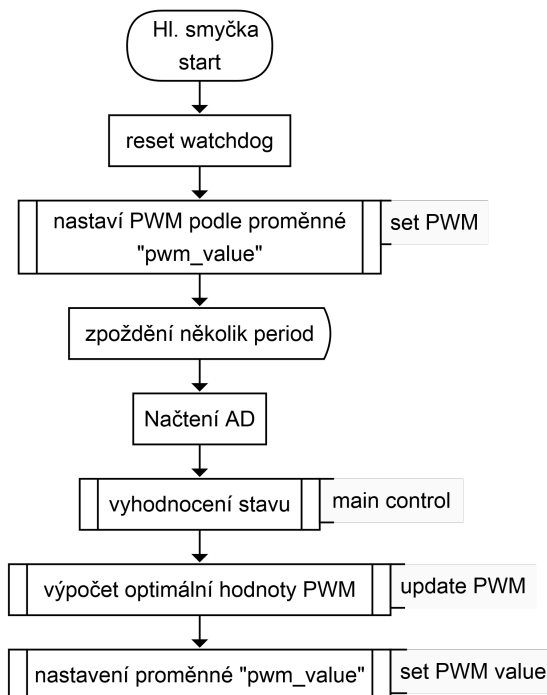 Hl. smyčka
start
reset watchdog
nastaví PWM podle proměnné
"pwm_value"
set PWM
zpoždění několik period
Načtení AD
vyhodnocení stavu
main control
výpočet optimální hodnoty PWM
update PWM
nastavení proměnné "pwm_value"
set PWM value